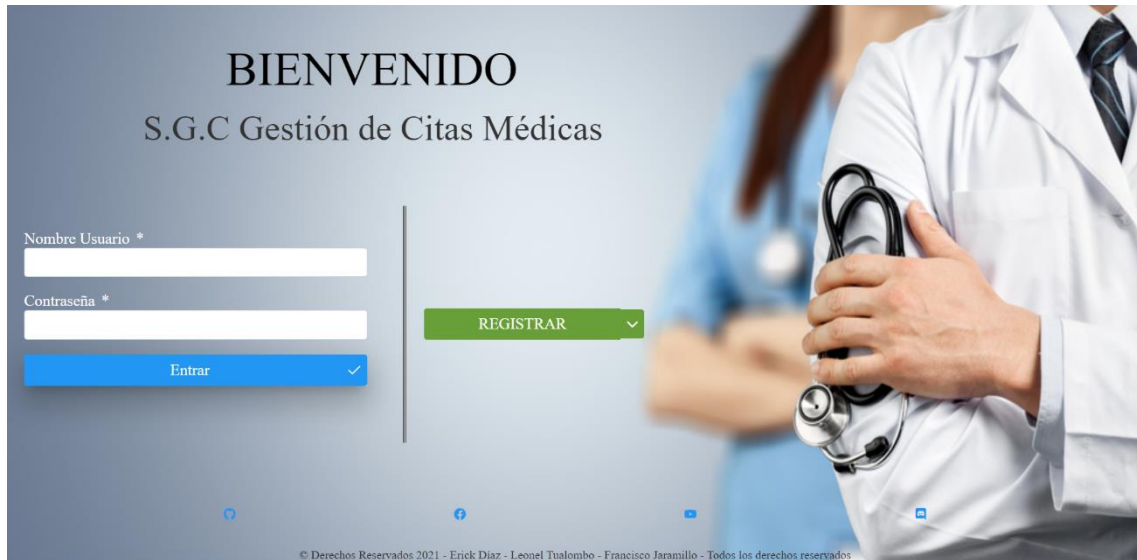 BIENVENIDO
S.G.C Gestión de Citas Médicas
Nombre Usuario *
Contraseña *
Entrar
REGISTRAR
© Derechos Reservados 2021 - Erick Díaz - Leonel Tualombo - Francisco Jaramillo - Todos los derechos reservados